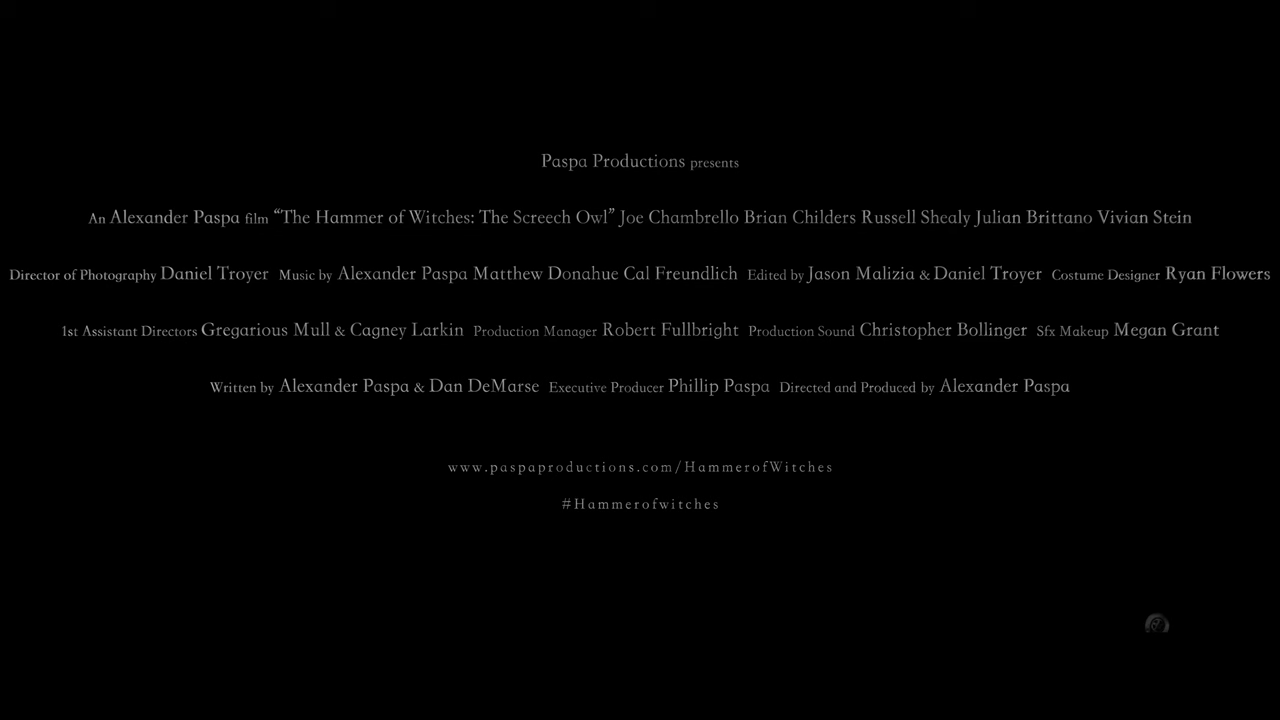 Paspa Productions presents
An Alexander Paspa film “The Hammer of Witches: The Screech Owl” Joe Chambrello Brian Childers Russell Shealy Julian Brittano Vivian Stein
Director of Photography Daniel Troyer Music by Alexander Paspa Matthew Donahue Cal Freundlich Edited by Jason Malizia & Daniel Troyer Costume Designer Ryan Flowers
1st Assistant Directors Gregarious Mull & Cagney Larkin Production Manager Robert Fullbright Production Sound Christopher Bollinger Sfx Makeup Megan Grant
Written by Alexander Paspa & Dan DeMarse Executive Producer Phillip Paspa Directed and Produced by Alexander Paspa
www.paspaproductions.com/HammerofWitches
#Hammerofwitches